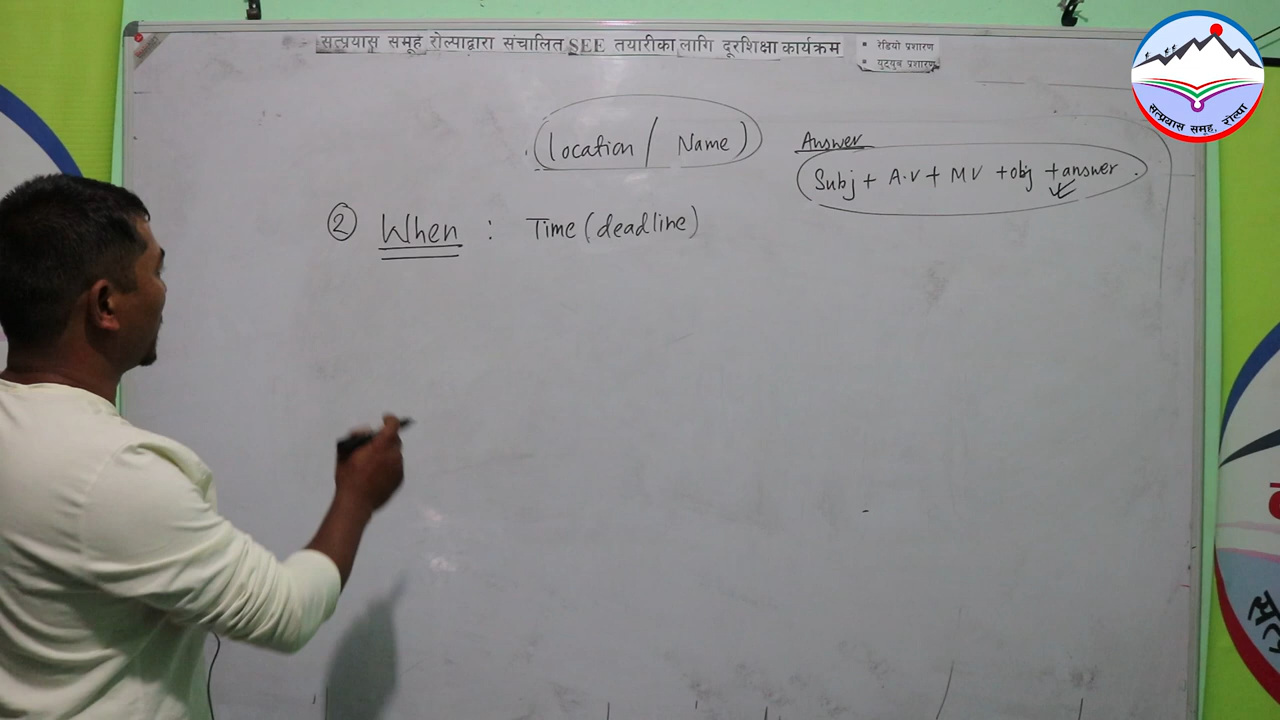 सत्प्रयास समूह रोल्पाद्वारा संचालित SEE तयारीका लागि दूरशिक्षा कार्यक्रम
▪ रेडियो प्रशारण
▪ युट्युव प्रशारण
सत्प्रयास समूह, रोल्पा
(location / Name)
Answer
Subj + A.V + MV + obj + answer.
② When : Time (deadline)